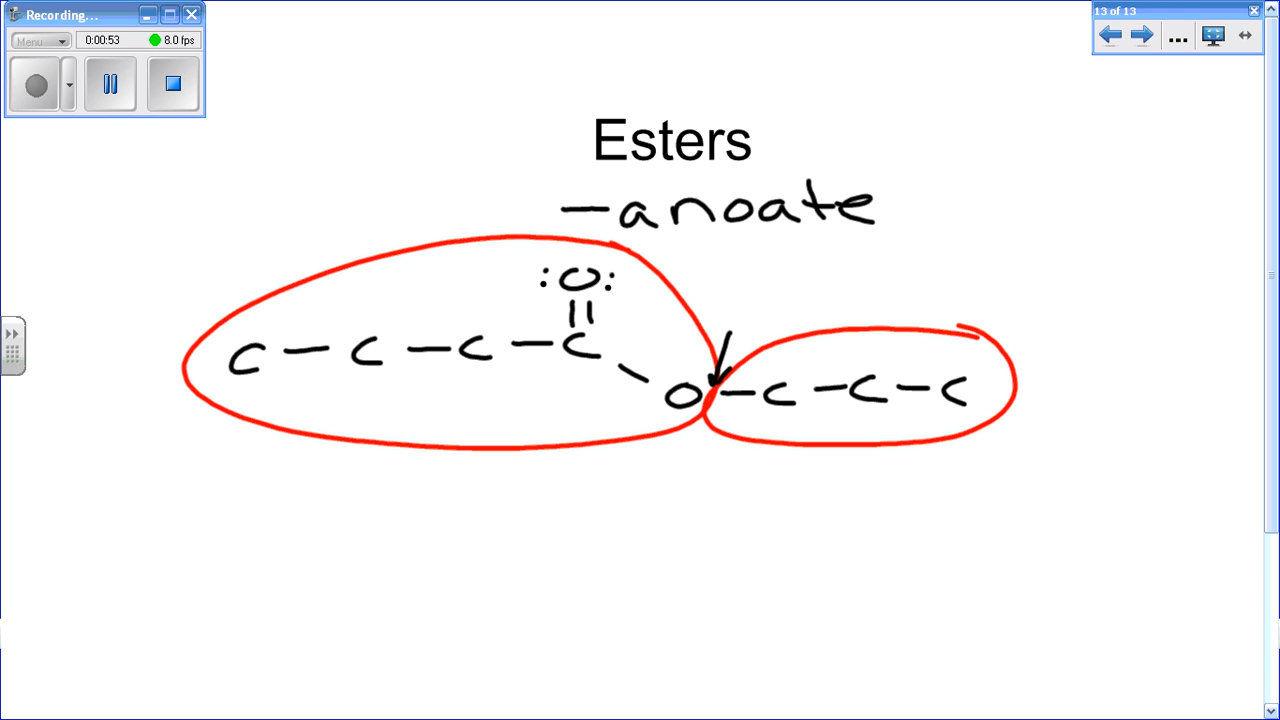 Recording...
13 of 13
Menu
0:00:53
8.0 fps
...
Esters
- anoate
:O:
||
C - C - C - C
\
O - C - C - C